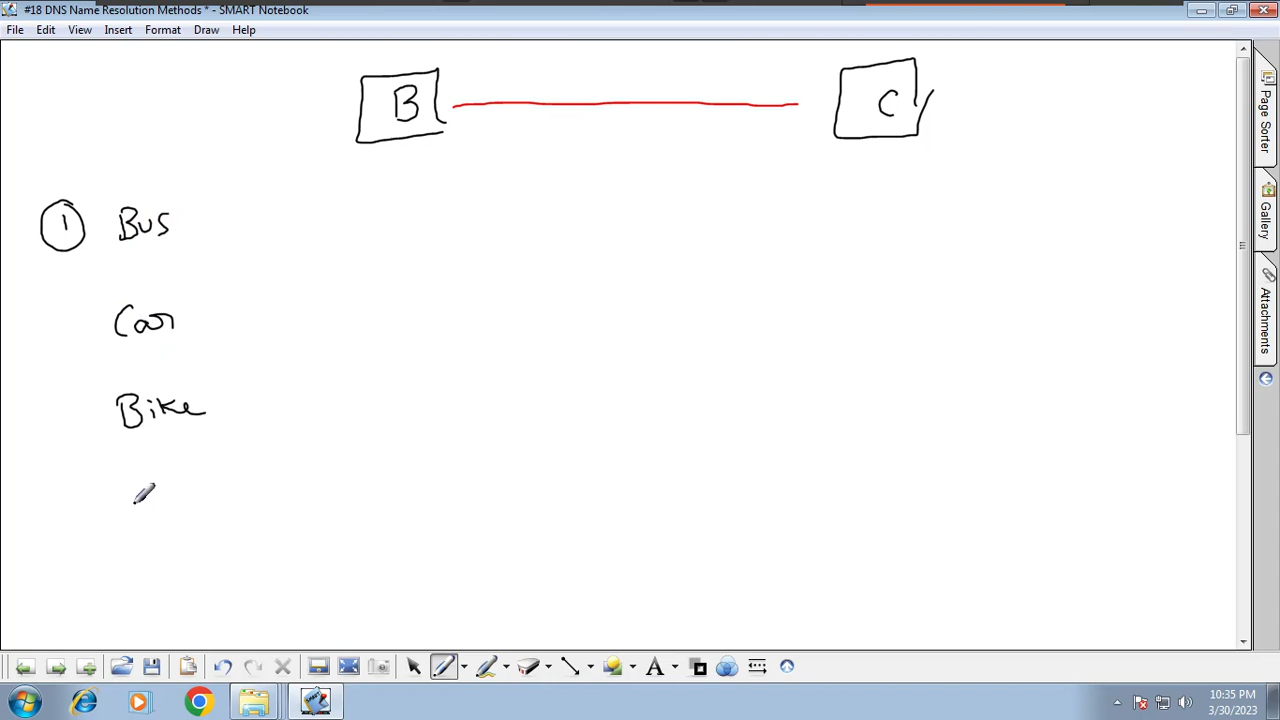 #18 DNS Name Resolution Methods * - SMART Notebook
File Edit View Insert Format Draw Help
B C
1 Bus
Car
Bike
Page Sorter
Gallery
Attachments
10:35 PM
3/30/2023